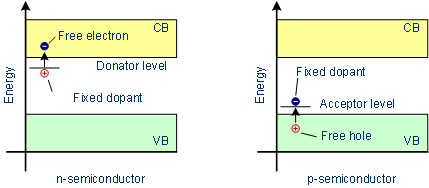 CB
Free electron
Donator level
Fixed dopant
VB
Energy
n-semiconductor
CB
Fixed dopant
Acceptor level
Free hole
VB
Energy
p-semiconductor